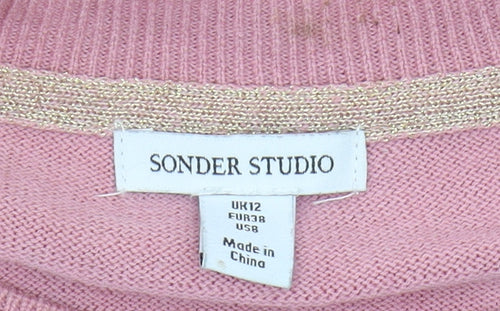 SONDER STUDIO
UK12
EUR38
US8
Made in
China